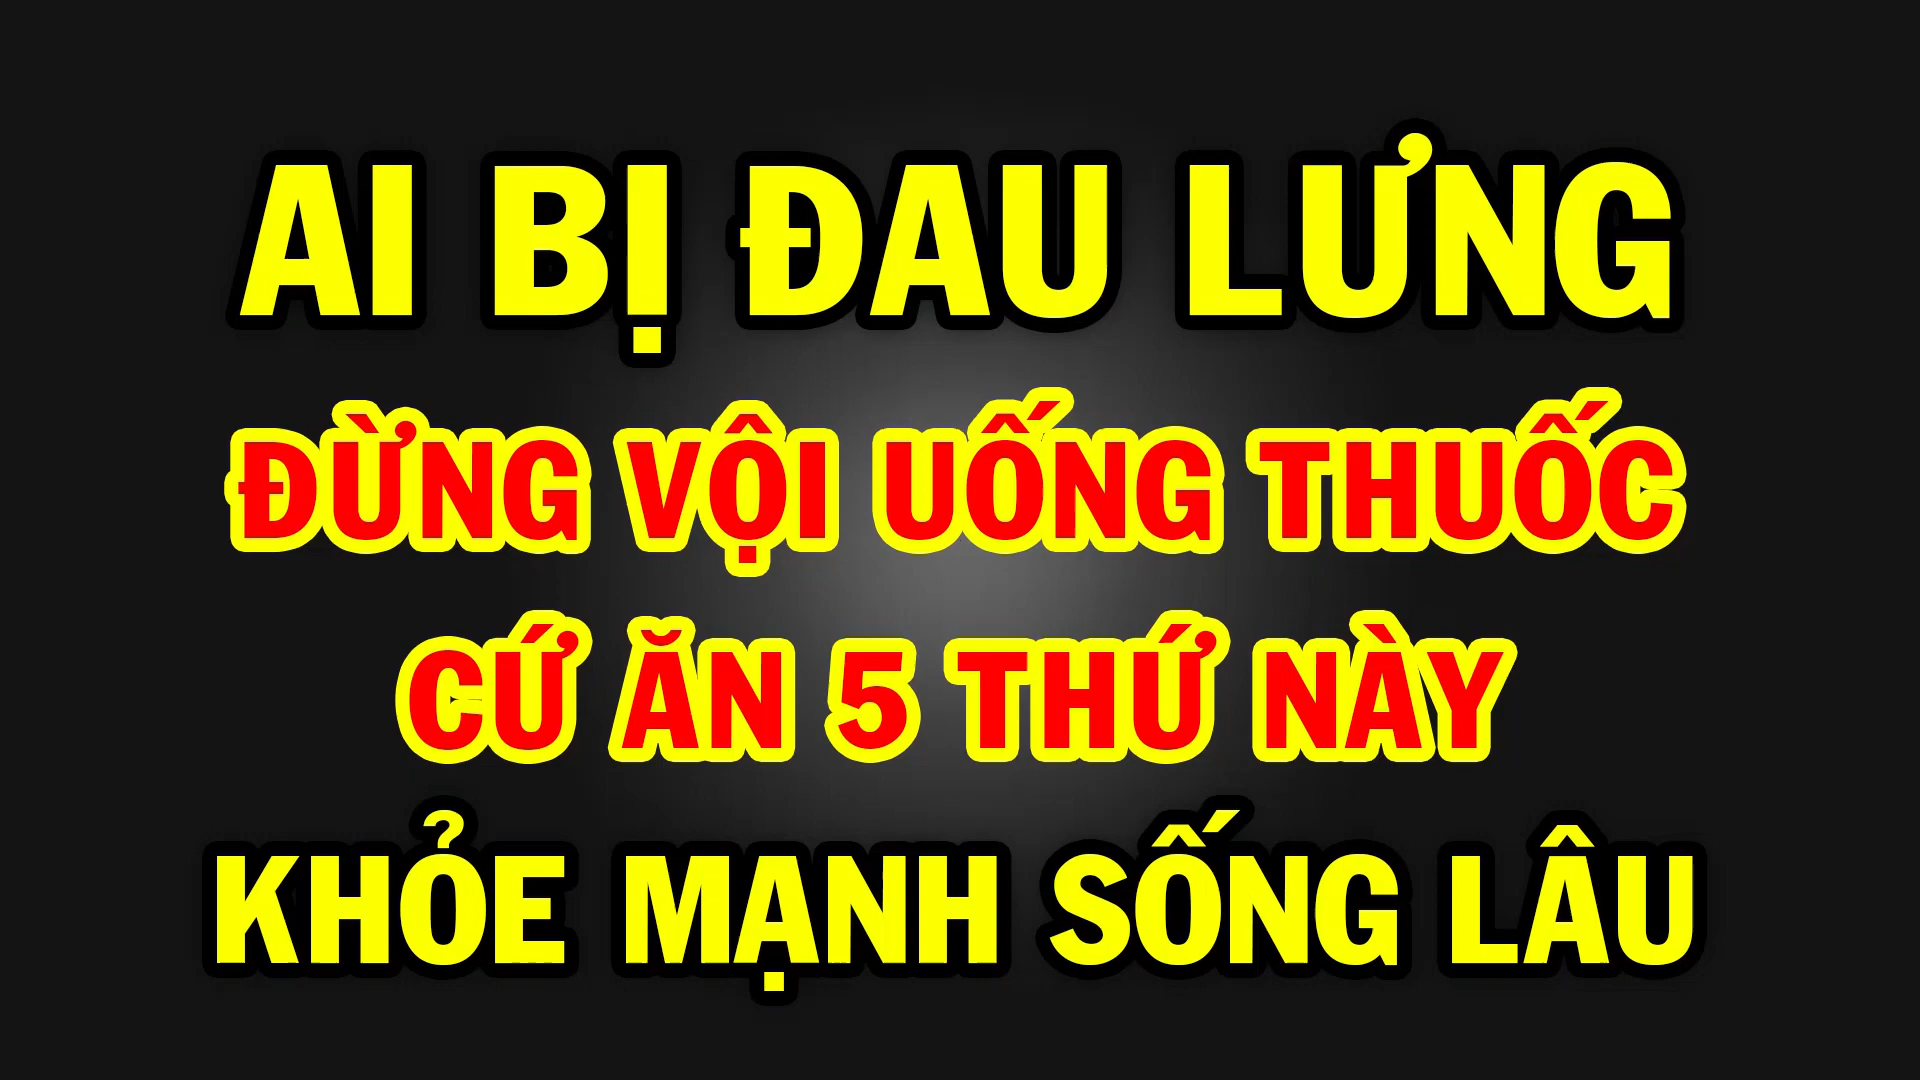 AI BỊ ĐAU LƯNG
ĐỪNG VỘI UỐNG THUỐC
CỨ ĂN 5 THỨ NÀY
KHỎE MẠNH SỐNG LÂU